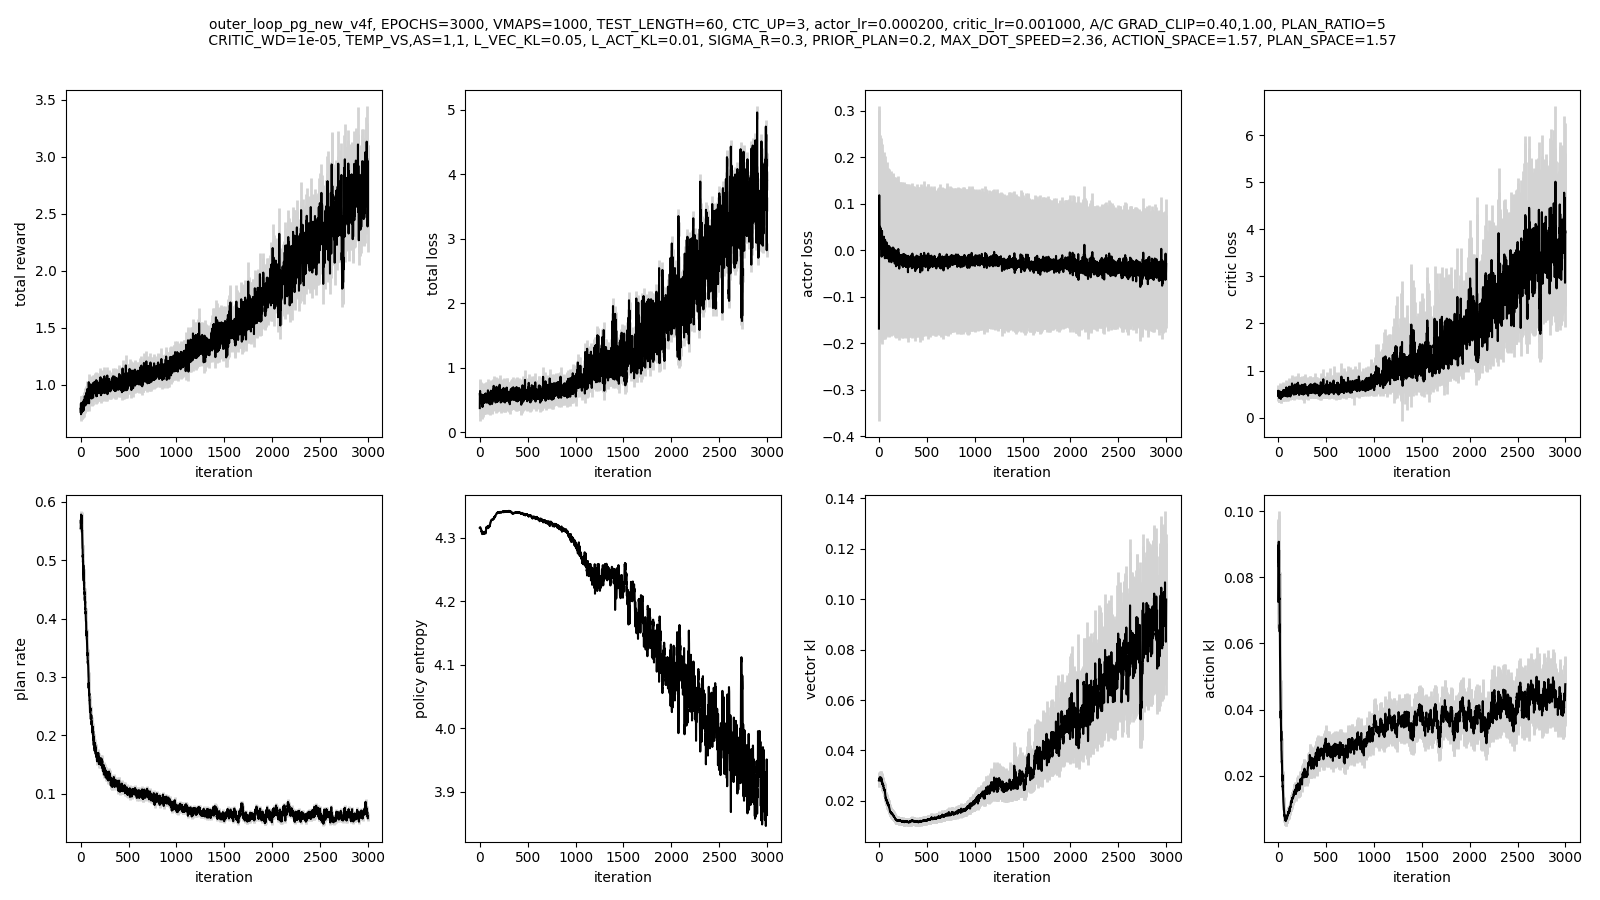 outer_loop_pg_new_v4f, EPOCHS=3000, VMAPS=1000, TEST_LENGTH=60, CTC_UP=3, actor_lr=0.000200, critic_lr=0.001000, A/C GRAD_CLIP=0.40,1.00, PLAN_RATIO=5
CRITIC_WD=1e-05, TEMP_VS,AS=1,1, L_VEC_KL=0.05, L_ACT_KL=0.01, SIGMA_R=0.3, PRIOR_PLAN=0.2, MAX_DOT_SPEED=2.36, ACTION_SPACE=1.57, PLAN_SPACE=1.57
total reward
3.5
3.0
2.5
2.0
1.5
1.0
0 500 1000 1500 2000 2500 3000
iteration
total loss
5
4
3
2
1
0
0 500 1000 1500 2000 2500 3000
iteration
actor loss
0.3
0.2
0.1
0.0
−0.1
−0.2
−0.3
−0.4
0 500 1000 1500 2000 2500 3000
iteration
critic loss
6
5
4
3
2
1
0
0 500 1000 1500 2000 2500 3000
iteration
plan rate
0.6
0.5
0.4
0.3
0.2
0.1
0 500 1000 1500 2000 2500 3000
iteration
policy entropy
4.3
4.2
4.1
4.0
3.9
0 500 1000 1500 2000 2500 3000
iteration
vector kl
0.14
0.12
0.10
0.08
0.06
0.04
0.02
0 500 1000 1500 2000 2500 3000
iteration
action kl
0.10
0.08
0.06
0.04
0.02
0 500 1000 1500 2000 2500 3000
iteration